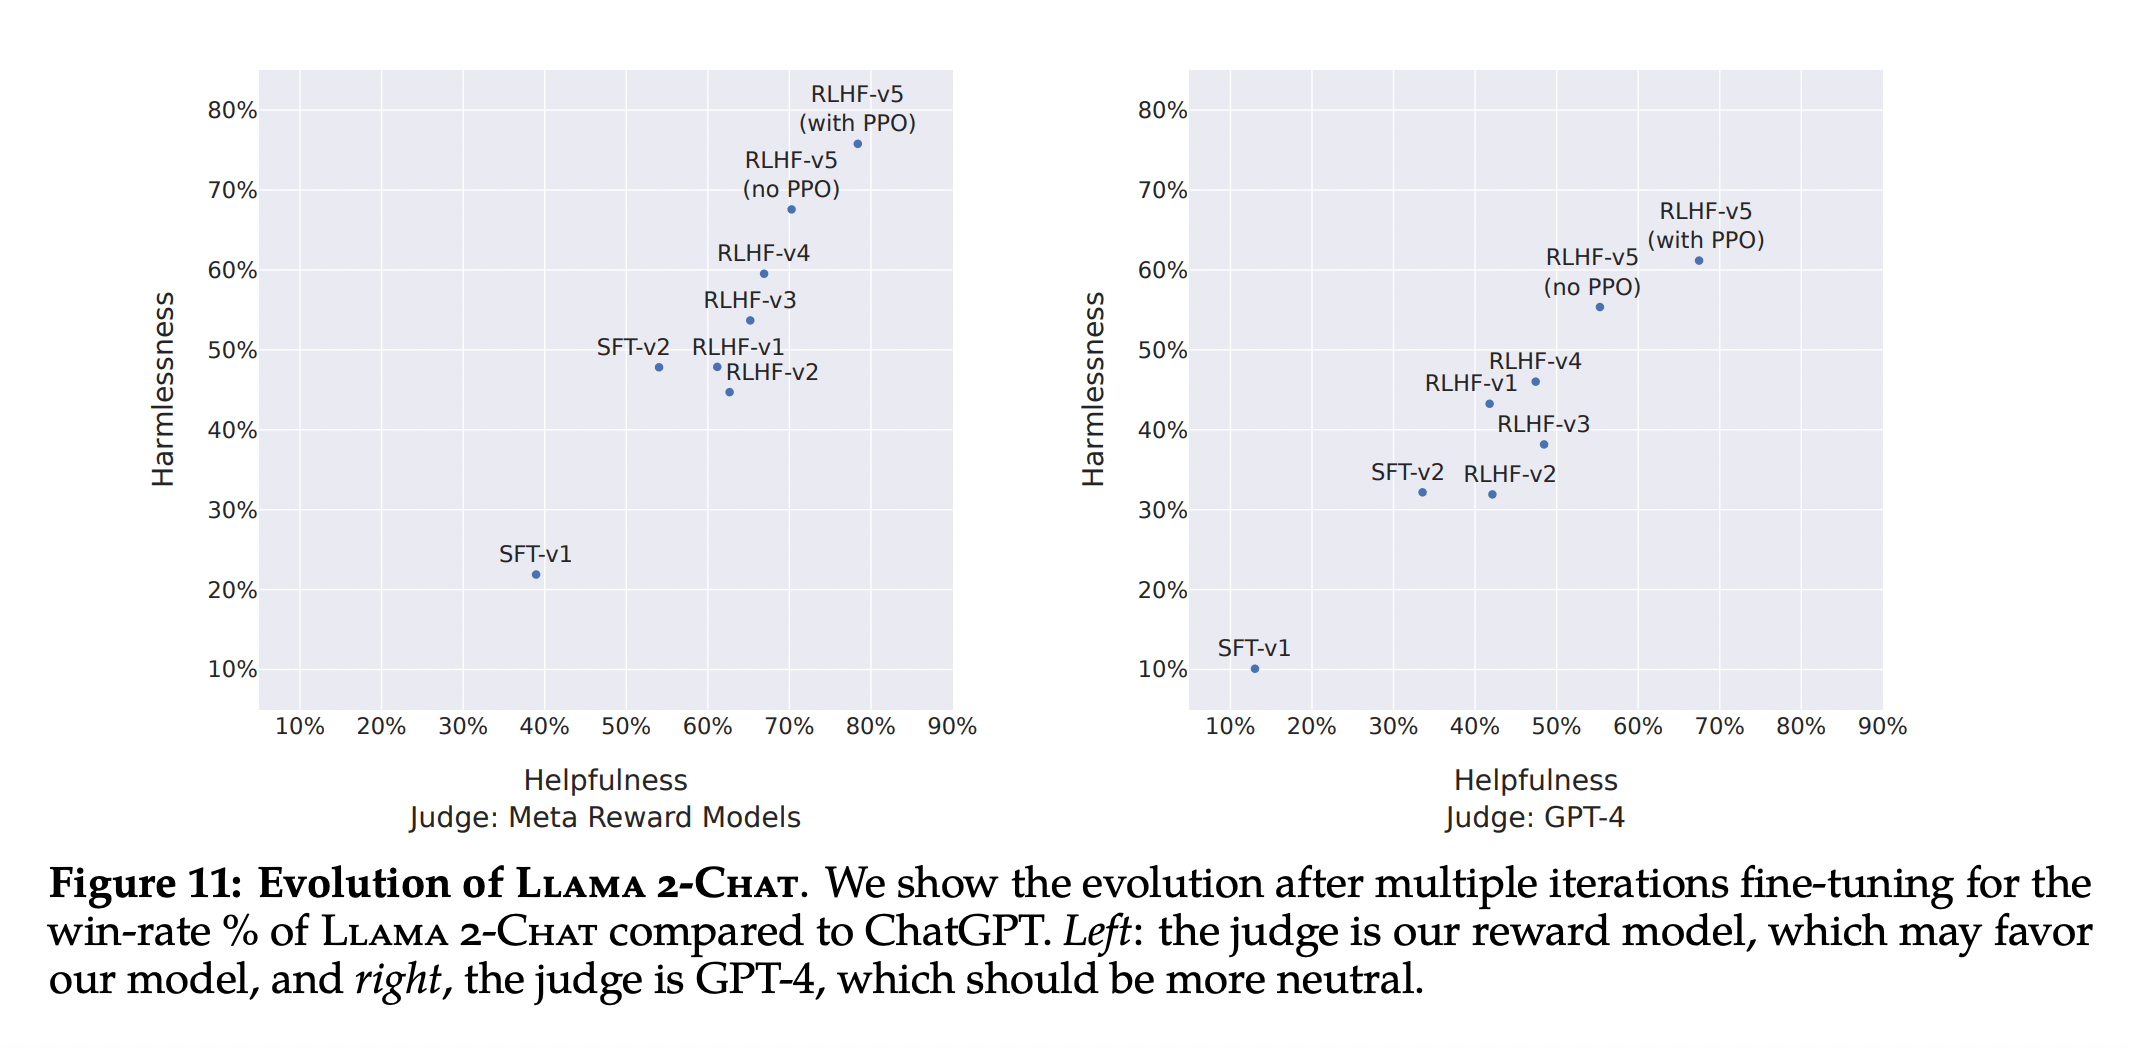 80%
70%
60%
50%
40%
30%
20%
10%
Harmlessness
RLHF-v5
(with PPO)
RLHF-v5
(no PPO)
RLHF-v4
RLHF-v3
SFT-v2
RLHF-v1
RLHF-v2
SFT-v1
10% 20% 30% 40% 50% 60% 70% 80% 90%
Helpfulness
Judge: Meta Reward Models
80%
70%
60%
50%
40%
30%
20%
10%
Harmlessness
RLHF-v5
(with PPO)
RLHF-v5
(no PPO)
RLHF-v4
RLHF-v1
RLHF-v3
SFT-v2
RLHF-v2
SFT-v1
10% 20% 30% 40% 50% 60% 70% 80% 90%
Helpfulness
Judge: GPT-4
Figure 11: Evolution of LLAMA 2-CHAT. We show the evolution after multiple iterations fine-tuning for the
win-rate % of LLAMA 2-CHAT compared to ChatGPT. Left: the judge is our reward model, which may favor
our model, and right, the judge is GPT-4, which should be more neutral.